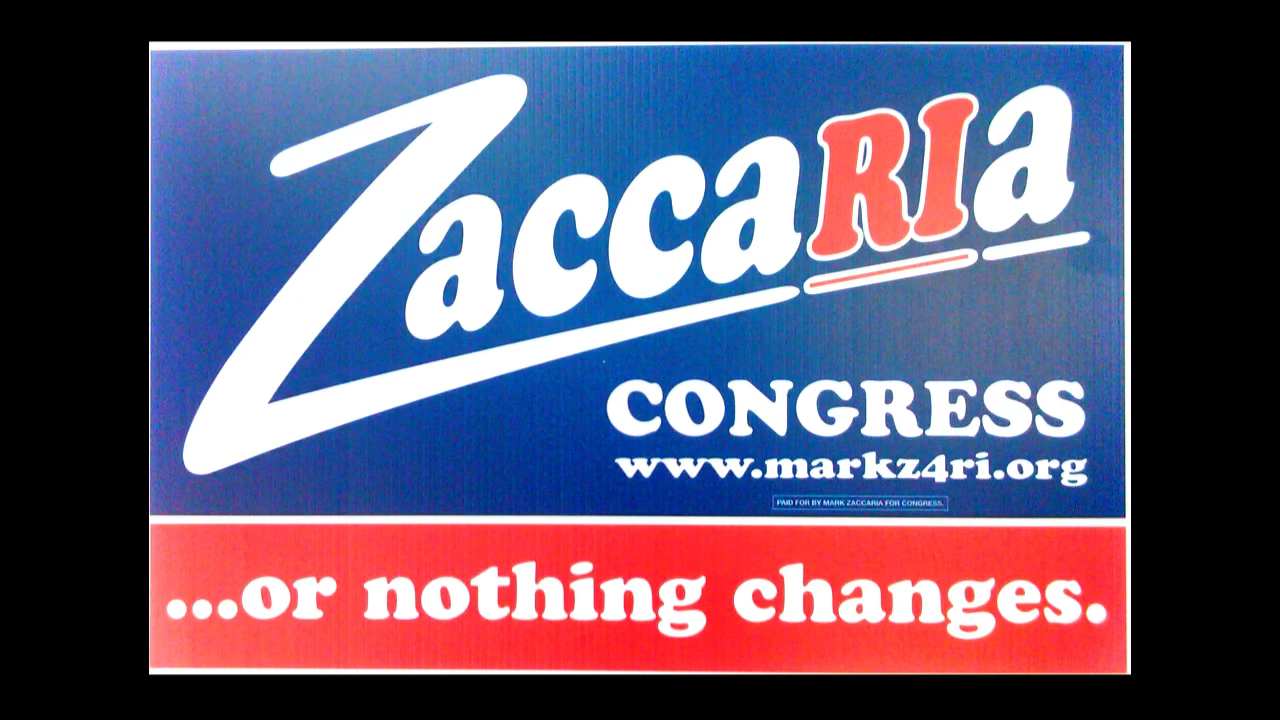 ZaccaRIa
CONGRESS
www.markz4ri.org
PAID FOR BY MARK ZACCARIA FOR CONGRESS.
...or nothing changes.